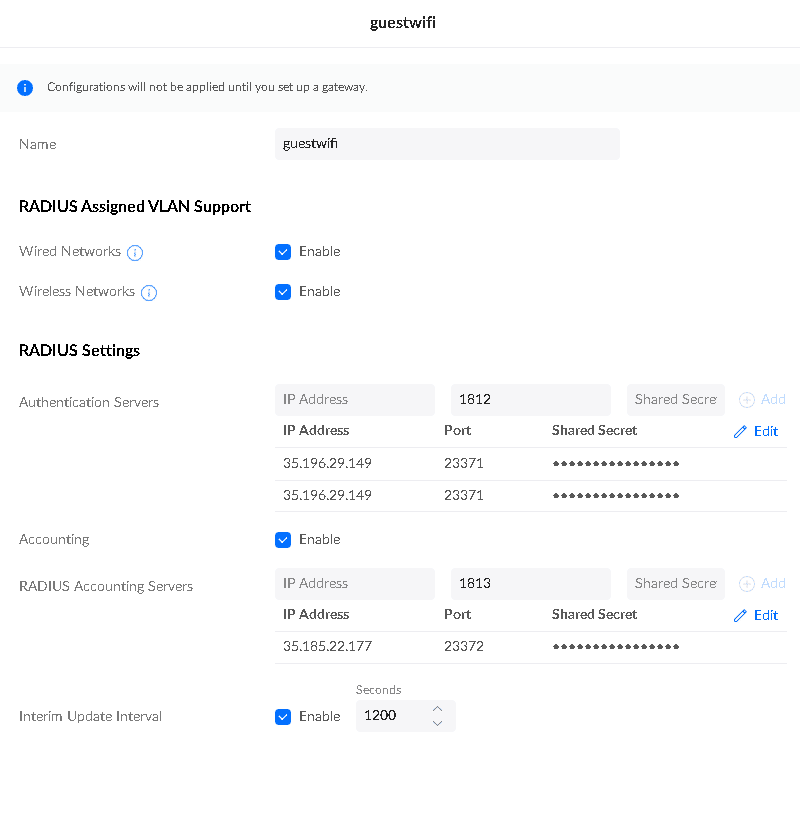 guestwifi
Configurations will not be applied until you set up a gateway.
Name guestwifi
RADIUS Assigned VLAN Support
Wired Networks Enable
Wireless Networks Enable
RADIUS Settings
Authentication Servers IP Address 1812 Shared Secre Add
IP Address Port Shared Secret Edit
35.196.29.149 23371 ••••••••••••••••
35.196.29.149 23371 ••••••••••••••••
Accounting Enable
RADIUS Accounting Servers IP Address 1813 Shared Secre Add
IP Address Port Shared Secret Edit
35.185.22.177 23372 ••••••••••••••••
Seconds
Interim Update Interval Enable 1200